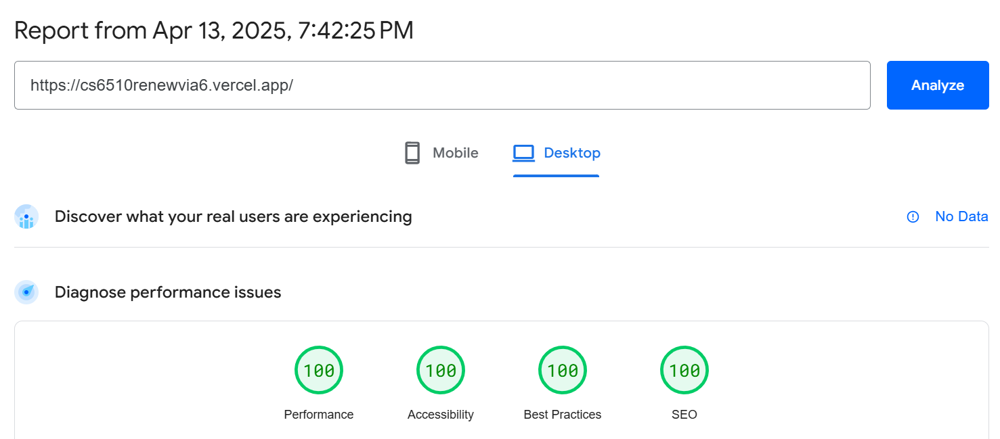 Report from Apr 13, 2025, 7:42:25 PM
https://cs6510renewvia6.vercel.app/
Analyze
Mobile
Desktop
Discover what your real users are experiencing
No Data
Diagnose performance issues
100
100
100
100
Performance
Accessibility
Best Practices
SEO